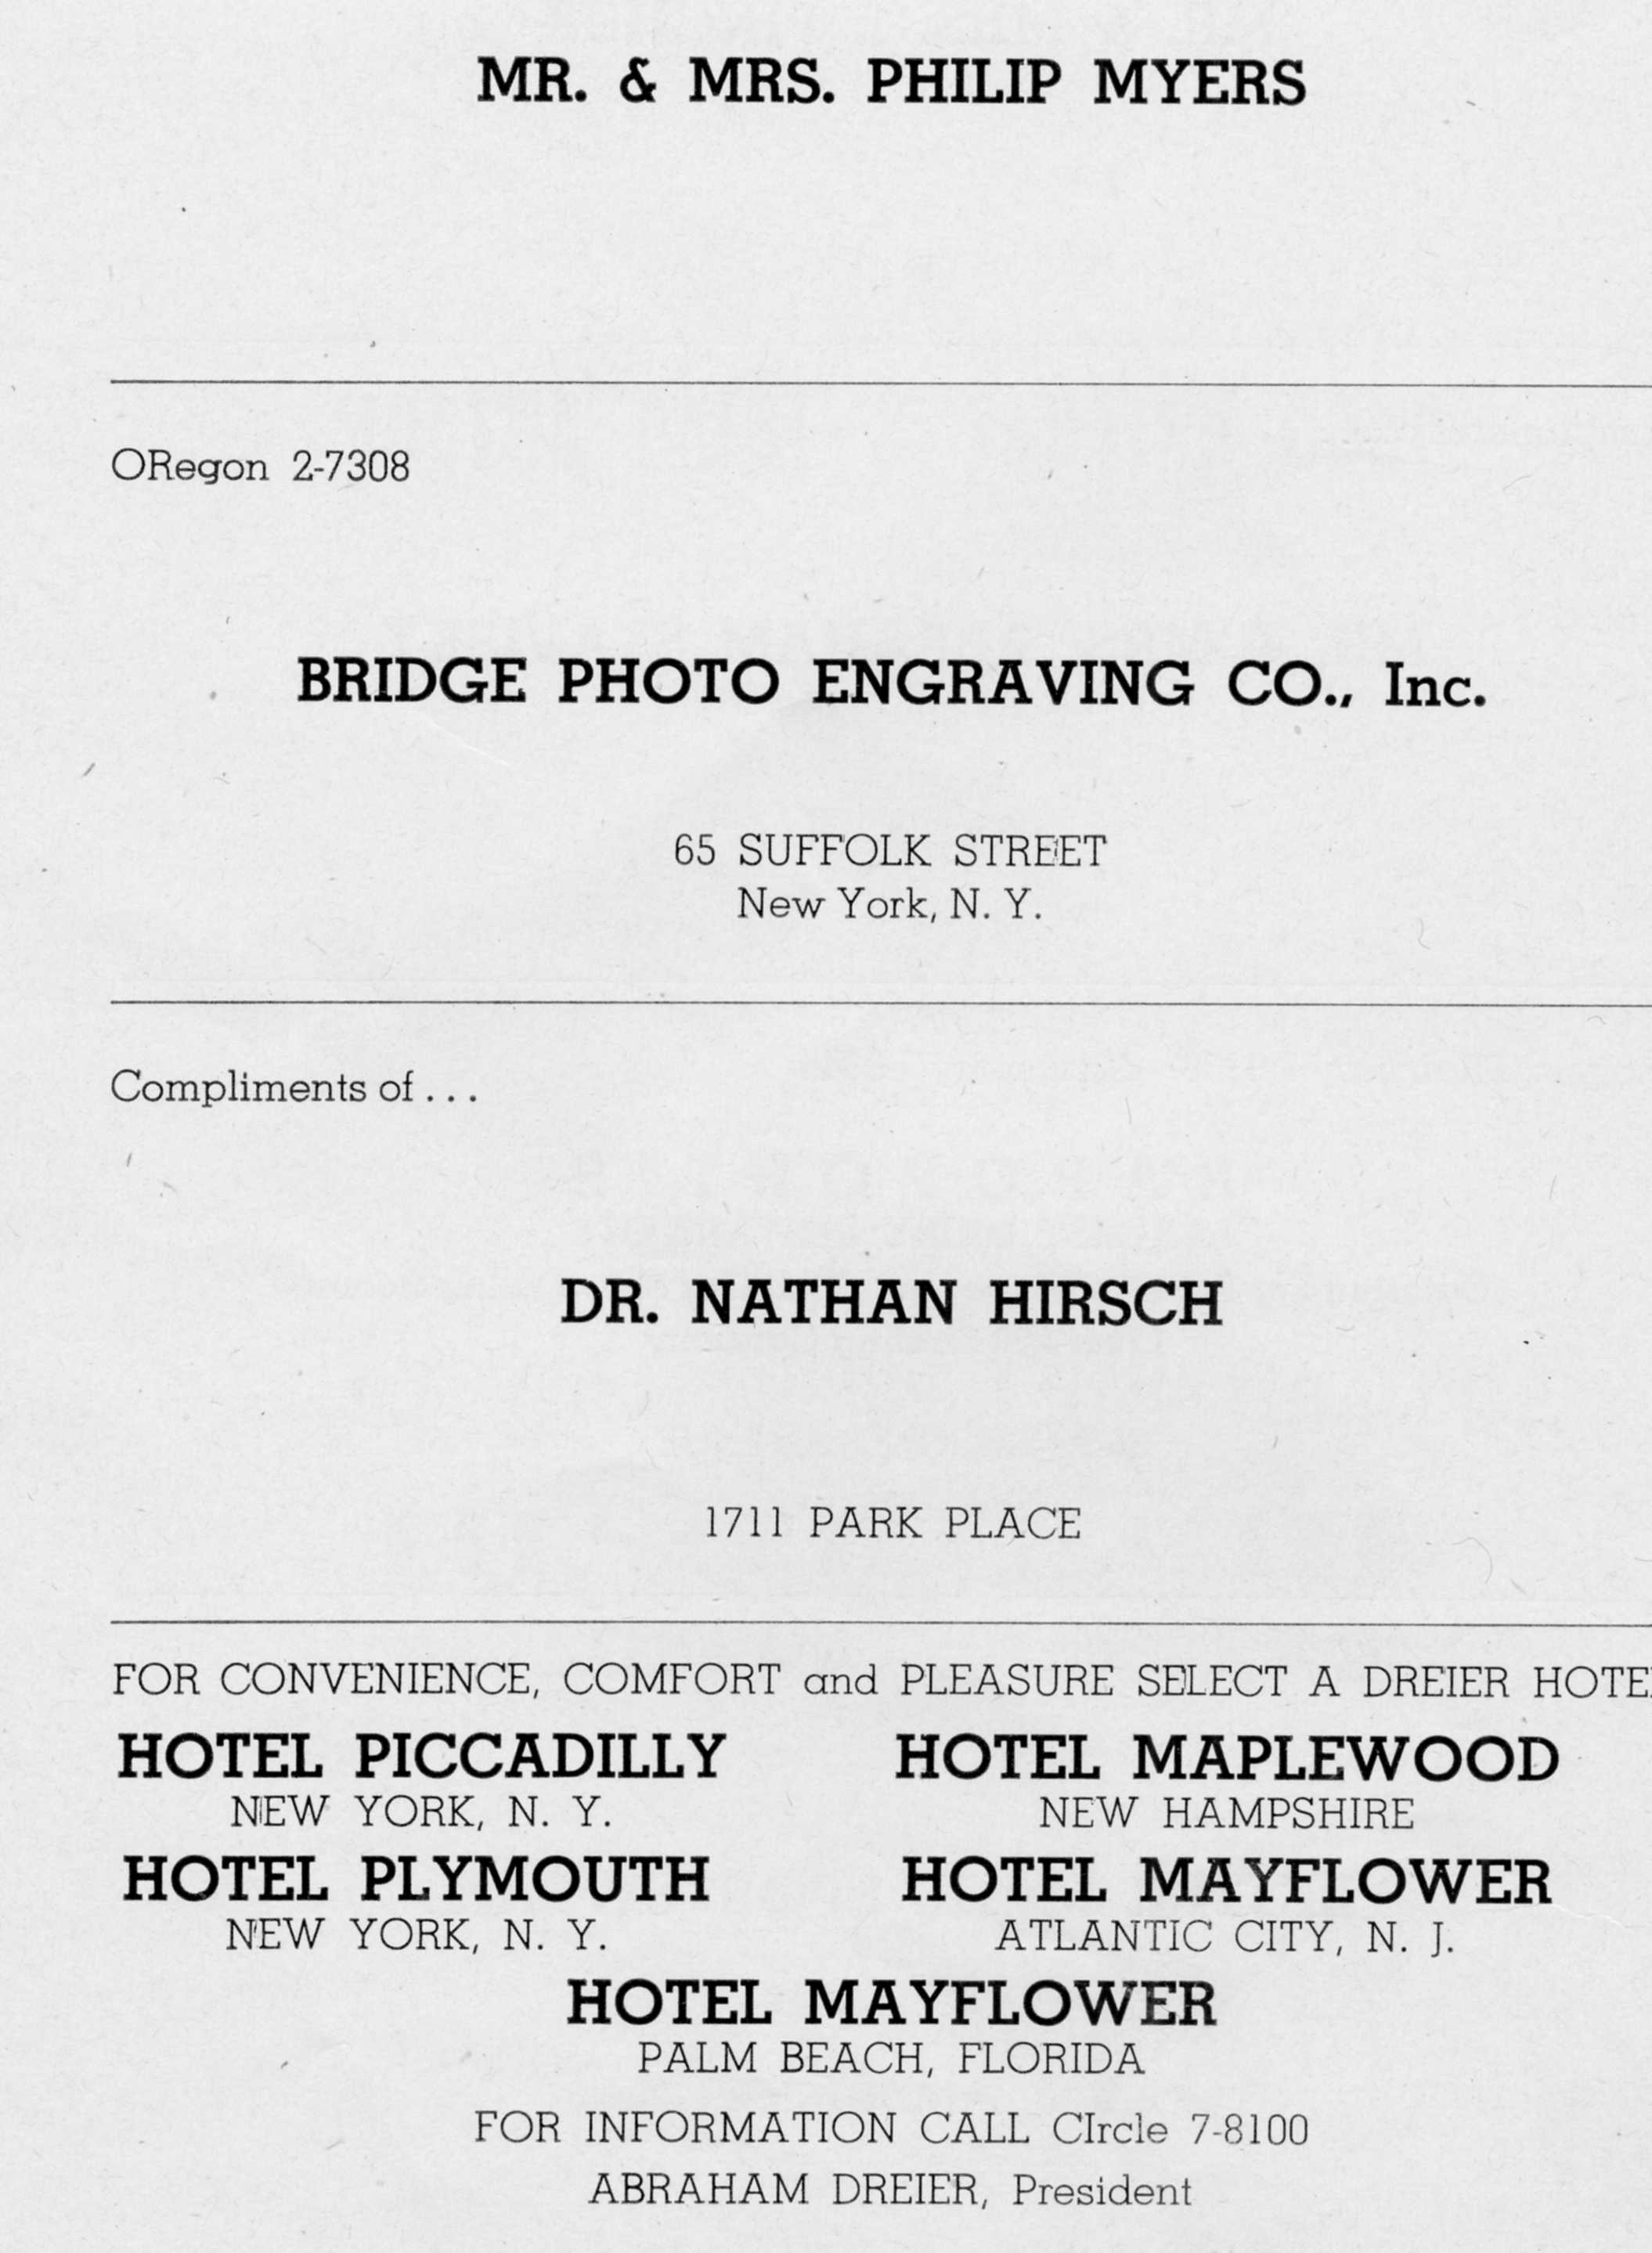 MR. & MRS. PHILIP MYERS
ORegon 2-7308
BRIDGE PHOTO ENGRAVING CO., Inc.
65 SUFFOLK STREET
New York, N. Y.
Compliments of . . .
DR. NATHAN HIRSCH
1711 PARK PLACE
FOR CONVENIENCE, COMFORT and PLEASURE SELECT A DREIER HOTE
HOTEL PICCADILLY HOTEL MAPLEWOOD
NEW YORK, N. Y. NEW HAMPSHIRE
HOTEL PLYMOUTH HOTEL MAYFLOWER
NEW YORK, N. Y. ATLANTIC CITY, N. J.
HOTEL MAYFLOWER
PALM BEACH, FLORIDA
FOR INFORMATION CALL CIrcle 7-8100
ABRAHAM DREIER, President